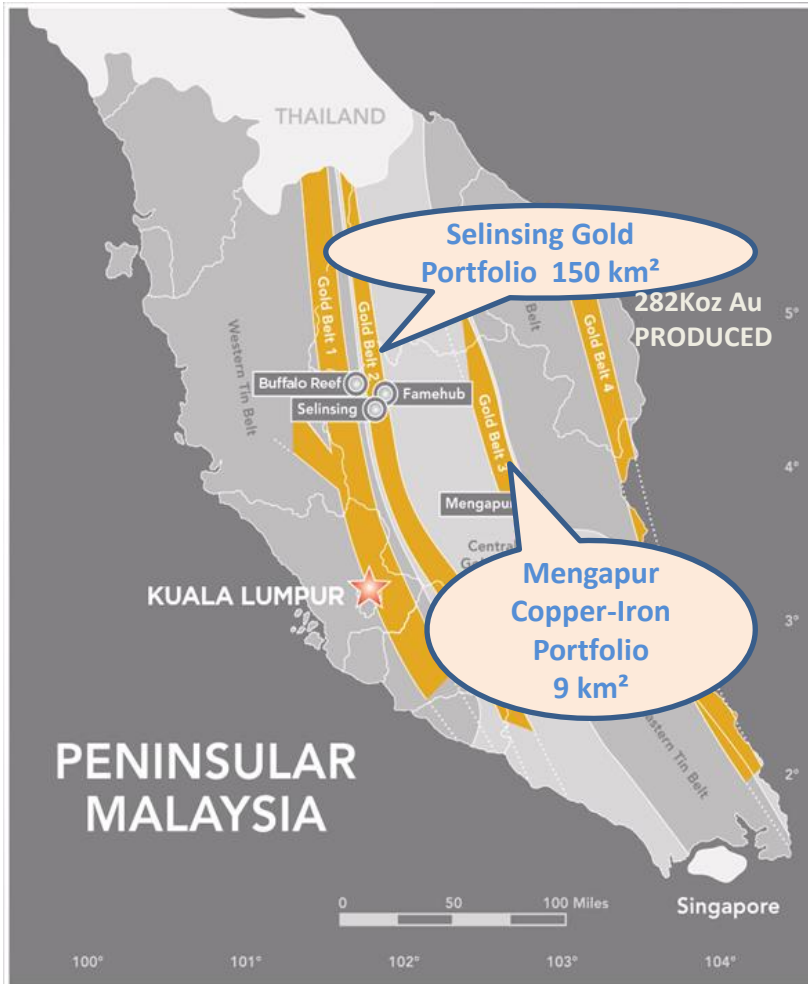 THAILAND
Selinsing Gold
Portfolio 150 km²
282Koz Au
PRODUCED
5°
Belt
Gold Belt 1
Gold Belt 2
Gold Belt 4
Western Tin Belt
Buffalo Reef
Famehub
Selinsing
Gold Belt 3
4°
Mengapur
Central
KUALA LUMPUR
Mengapur
Copper-Iron
Portfolio
9 km²
3°
PENINSULAR
MALAYSIA
Tin Belt
2°
0 50 100 Miles
Singapore
100° 101° 102° 103° 104°